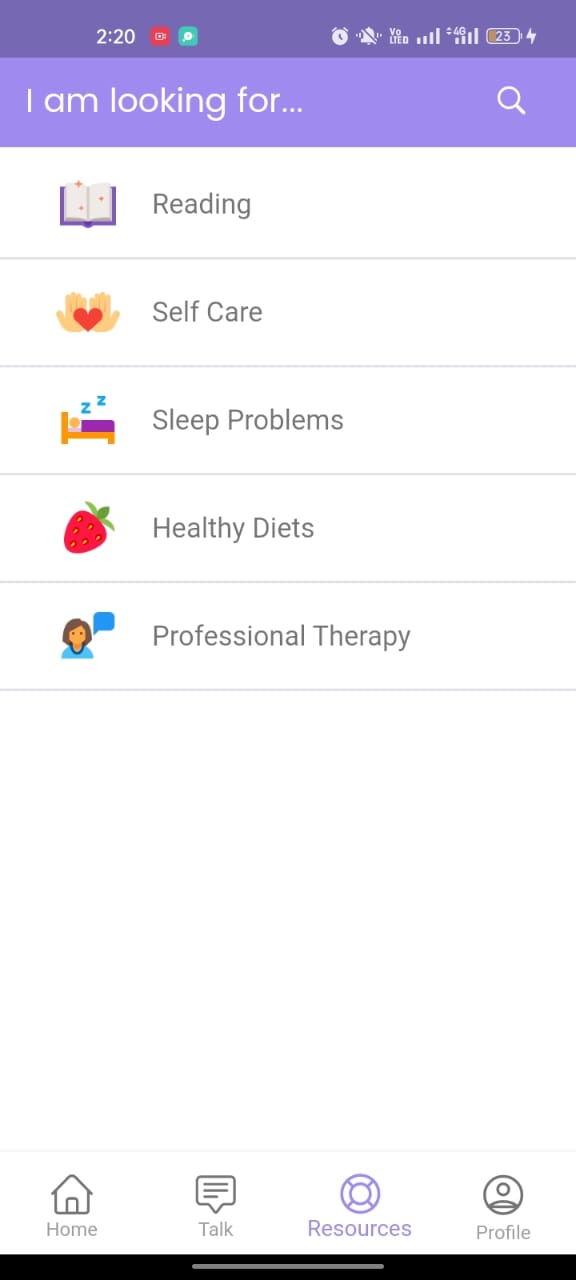 2:20 Vo LTED 4G 23
I am looking for...
Reading
Self Care
z z
Sleep Problems
Healthy Diets
Professional Therapy
Home Talk Resources Profile